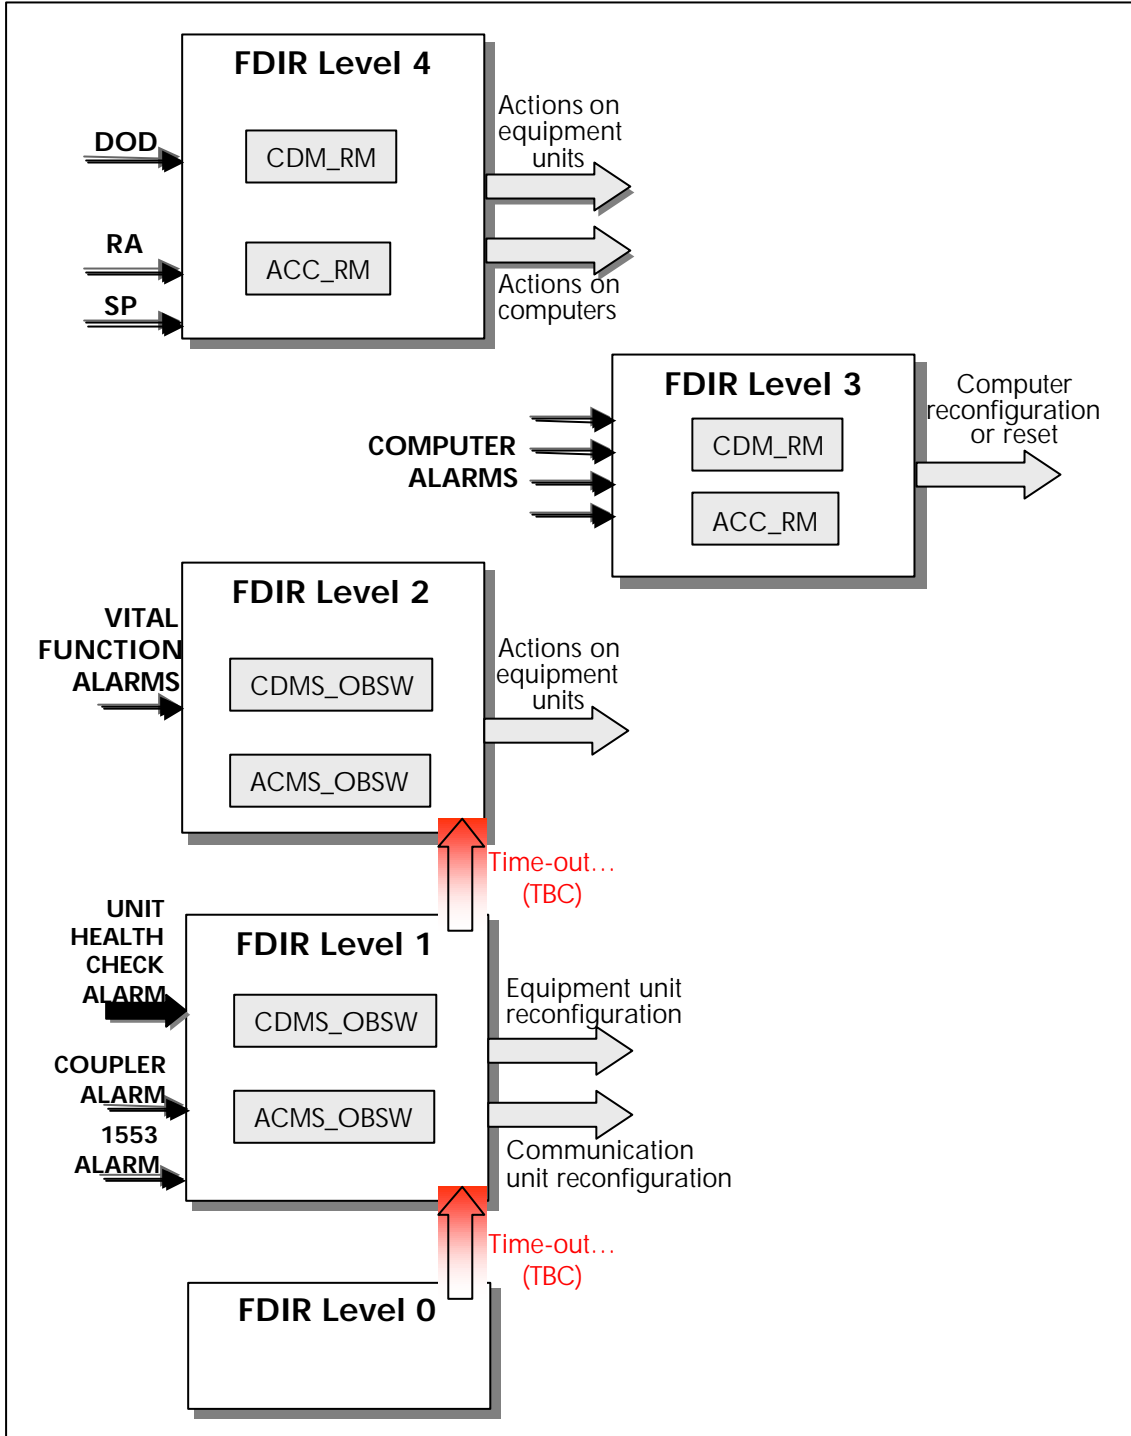 FDIR Level 4
Actions on
equipment
units
DOD
CDM_RM
RA
ACC_RM
SP
Actions on
computers
FDIR Level 3
Computer
reconfiguration
or reset
COMPUTER
ALARMS
CDM_RM
ACC_RM
FDIR Level 2
VITAL
FUNCTION
ALARMS
CDMS_OBSW
ACMS_OBSW
Actions on
equipment
units
Time-out...
(TBC)
UNIT
HEALTH
CHECK
ALARM
FDIR Level 1
CDMS_OBSW
Equipment unit
reconfiguration
COUPLER
ALARM
ACMS_OBSW
1553
ALARM
Communication
unit reconfiguration
Time-out...
(TBC)
FDIR Level 0